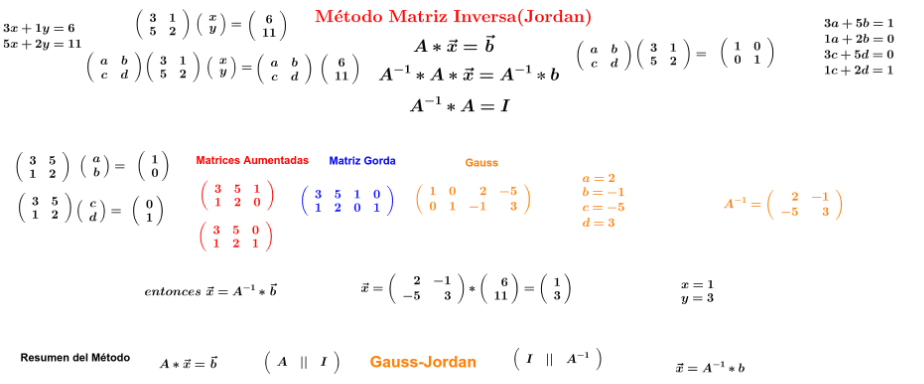 Método Matriz Inversa(Jordan)
3x + 1y = 6
5x + 2y = 11
( 3 1 ; 5 2 ) ( x ; y ) = ( 6 ; 11 )
( a b ; c d ) ( 3 1 ; 5 2 ) ( x ; y ) = ( a b ; c d ) ( 6 ; 11 )
A ∗ x⃗ = b⃗
A⁻¹ ∗ A ∗ x⃗ = A⁻¹ ∗ b
A⁻¹ ∗ A = I
( a b ; c d ) ( 3 1 ; 5 2 ) = ( 1 0 ; 0 1 )
3a + 5b = 1
1a + 2b = 0
3c + 5d = 0
1c + 2d = 1
( 3 5 ; 1 2 ) ( a ; b ) = ( 1 ; 0 )
( 3 5 ; 1 2 ) ( c ; d ) = ( 0 ; 1 )
Matrices Aumentadas
( 3 5 1 ; 1 2 0 )
( 3 5 0 ; 1 2 1 )
Matriz Gorda
( 3 5 1 0 ; 1 2 0 1 )
Gauss
( 1 0 2 −5 ; 0 1 −1 3 )
a = 2
b = −1
c = −5
d = 3
A⁻¹ = ( 2 −1 ; −5 3 )
entonces x⃗ = A⁻¹ ∗ b⃗
x⃗ = ( 2 −1 ; −5 3 ) ∗ ( 6 ; 11 ) = ( 1 ; 3 )
x = 1
y = 3
Resumen del Método
A ∗ x⃗ = b⃗
( A || I )
Gauss-Jordan
( I || A⁻¹ )
x⃗ = A⁻¹ ∗ b